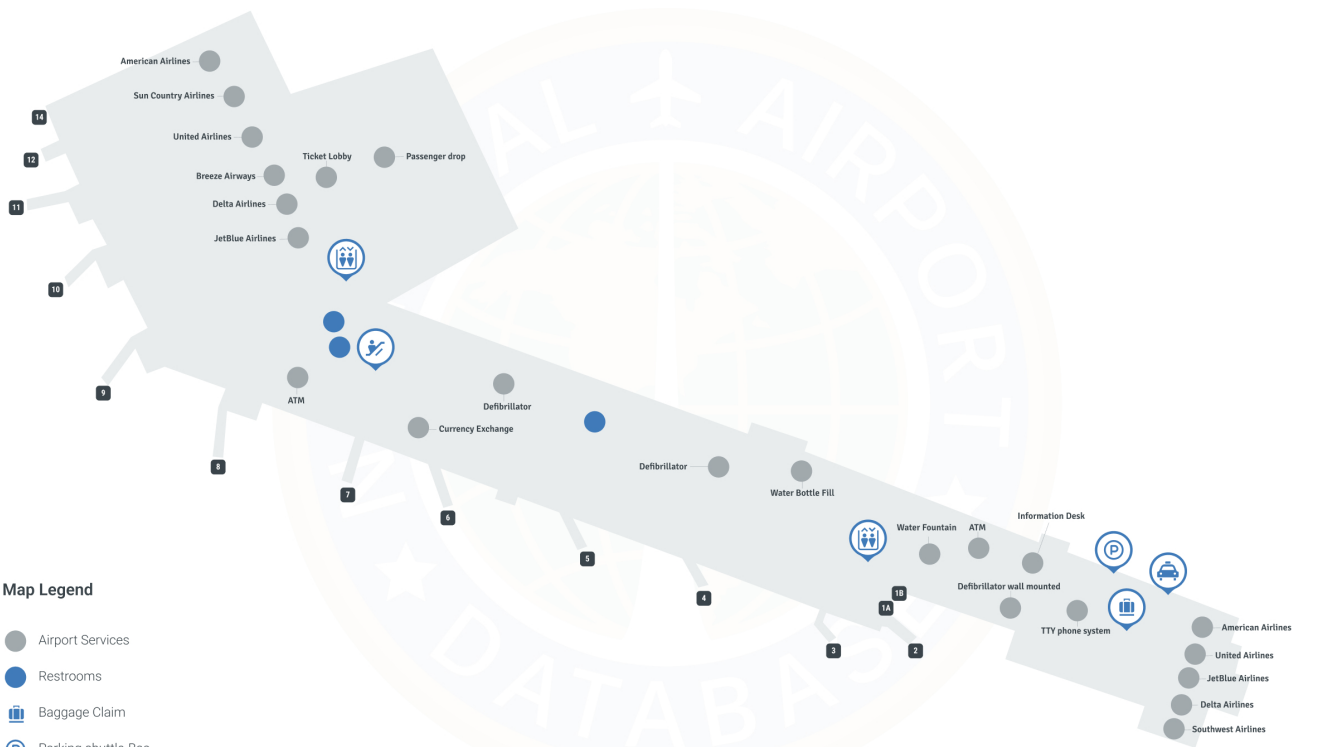 American Airlines
Sun Country Airlines
14
United Airlines
12
Ticket Lobby
Passenger drop
Breeze Airways
11
Delta Airlines
JetBlue Airlines
10
9
ATM
Defibrillator
Currency Exchange
8
Defibrillator
7
Water Bottle Fill
6
Information Desk
Water Fountain
ATM
P
5
Map Legend
Defibrillator wall mounted
1B
4
1A
TTY phone system
American Airlines
Airport Services
3
2
United Airlines
Restrooms
JetBlue Airlines
Delta Airlines
Baggage Claim
Southwest Airlines
AIRPORT
DATABAS